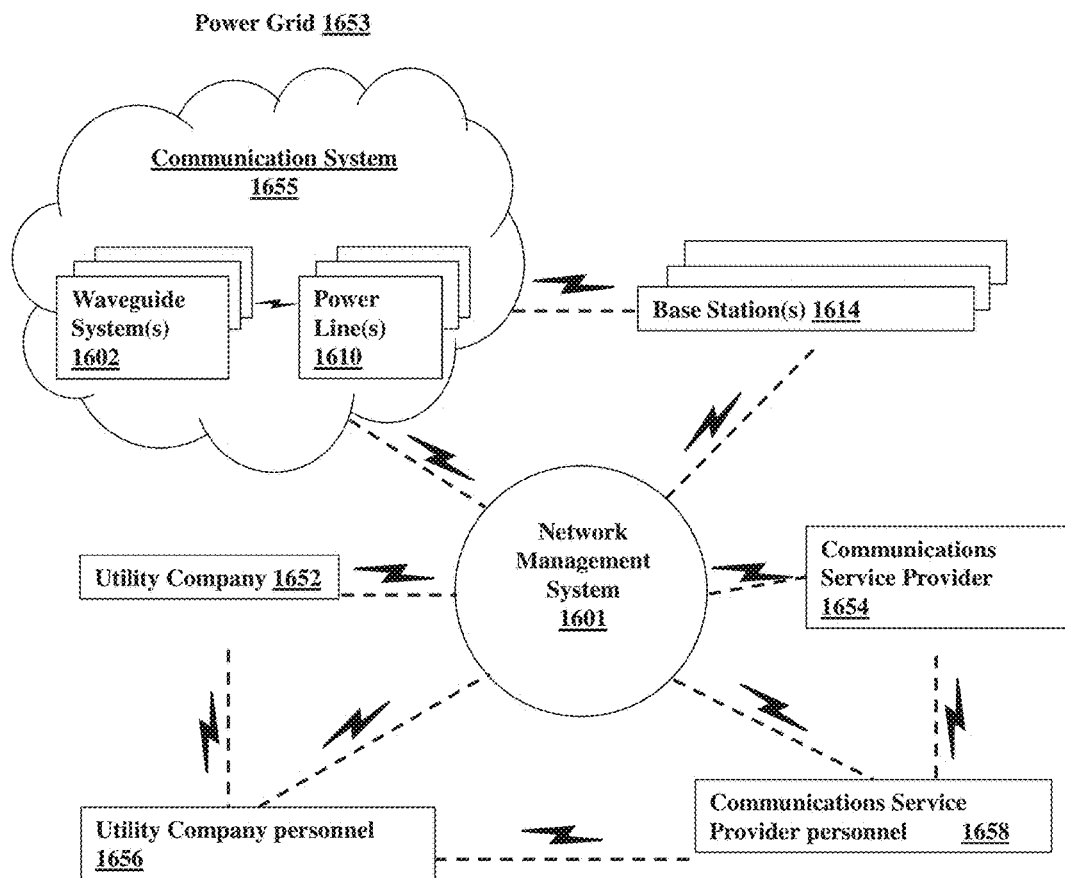 Power Grid 1653
Communication System
1655
Waveguide
System(s)
1602
Power
Line(s)
1610
Base Station(s) 1614
Network
Management
System
1601
Utility Company 1652
Communications
Service Provider
1654
Utility Company personnel
1656
Communications Service
Provider personnel 1658